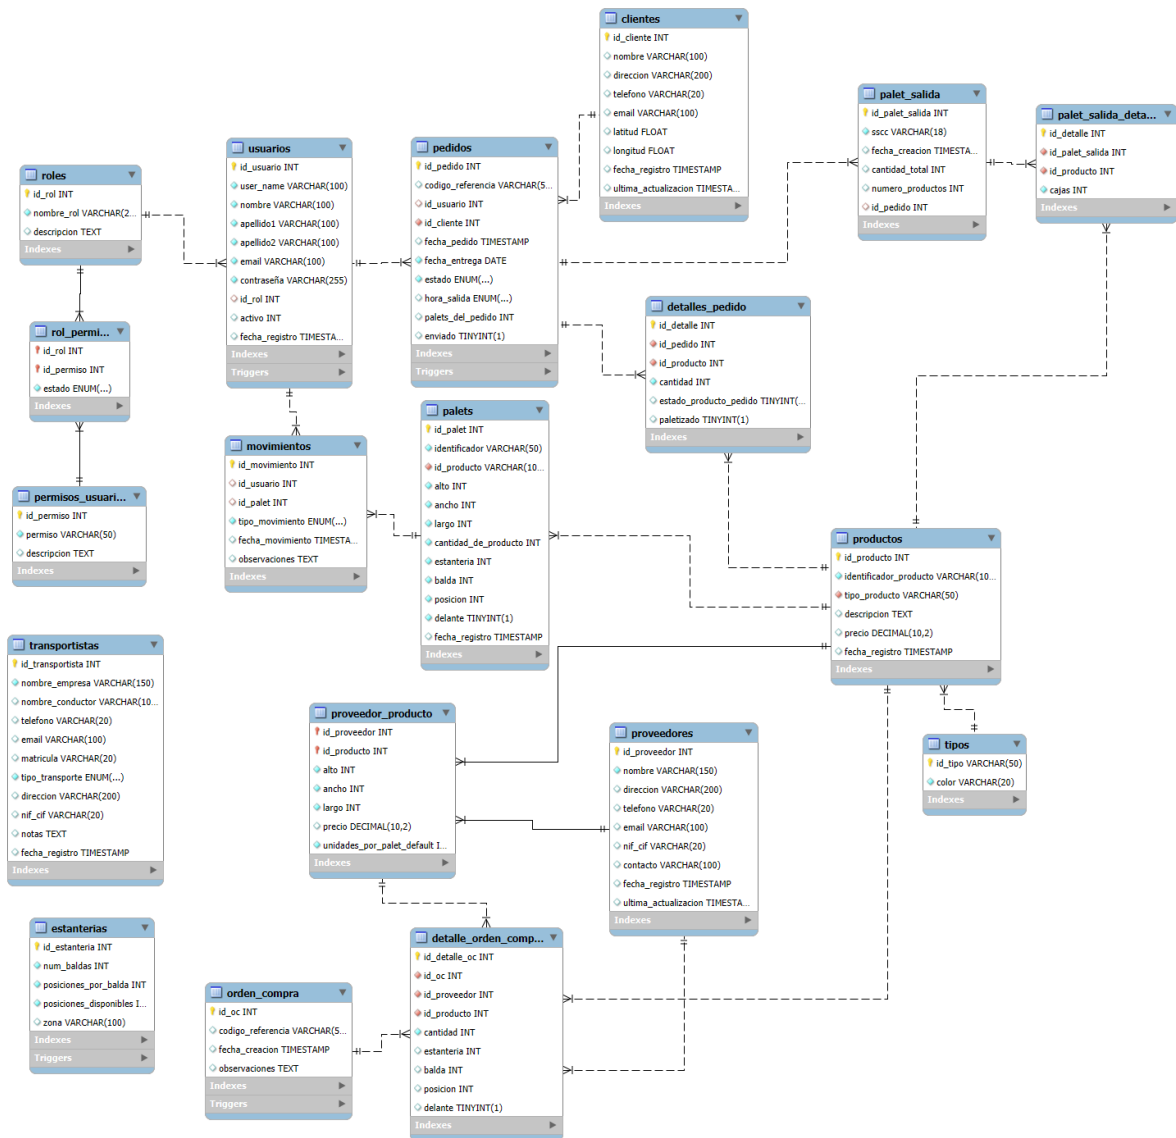 clientes
id_cliente INT
nombre VARCHAR(100)
direccion VARCHAR(200)
telefono VARCHAR(20)
email VARCHAR(100)
latitud FLOAT
longitud FLOAT
fecha_registro TIMESTAMP
ultima_actualizacion TIMESTA...
Indexes
palet_salida
id_palet_salida INT
sscc VARCHAR(18)
fecha_creacion TIMESTA...
cantidad_total INT
numero_productos INT
id_pedido INT
Indexes
palet_salida_deta...
id_detalle INT
id_palet_salida INT
id_producto INT
cajas INT
Indexes
roles
id_rol INT
nombre_rol VARCHAR(2...
descripcion TEXT
Indexes
usuarios
id_usuario INT
user_name VARCHAR(100)
nombre VARCHAR(100)
apellido1 VARCHAR(100)
apellido2 VARCHAR(100)
email VARCHAR(100)
contraseña VARCHAR(255)
id_rol INT
activo INT
fecha_registro TIMESTA...
Indexes
Triggers
pedidos
id_pedido INT
codigo_referencia VARCHAR(5...
id_usuario INT
id_cliente INT
fecha_pedido TIMESTAMP
fecha_entrega DATE
estado ENUM(...)
hora_salida ENUM(...)
palets_del_pedido INT
enviado TINYINT(1)
Indexes
Triggers
detalles_pedido
id_detalle INT
id_pedido INT
id_producto INT
cantidad INT
estado_producto_pedido TINYINT(...
paletizado TINYINT(1)
Indexes
rol_permi...
id_rol INT
id_permiso INT
estado ENUM(...)
Indexes
permisos_usuari...
id_permiso INT
permiso VARCHAR(50)
descripcion TEXT
Indexes
movimientos
id_movimiento INT
id_usuario INT
id_palet INT
tipo_movimiento ENUM(...)
fecha_movimiento TIMESTA...
observaciones TEXT
Indexes
palets
id_palet INT
identificador VARCHAR(50)
id_producto VARCHAR(10...
alto INT
ancho INT
largo INT
cantidad_de_producto INT
estanteria INT
balda INT
posicion INT
delante TINYINT(1)
fecha_registro TIMESTAMP
Indexes
productos
id_producto INT
identificador_producto VARCHAR(10...
tipo_producto VARCHAR(50)
descripcion TEXT
precio DECIMAL(10,2)
fecha_registro TIMESTAMP
Indexes
transportistas
id_transportista INT
nombre_empresa VARCHAR(150)
nombre_conductor VARCHAR(10...
telefono VARCHAR(20)
email VARCHAR(100)
matricula VARCHAR(20)
tipo_transporte ENUM(...)
direccion VARCHAR(200)
nif_cif VARCHAR(20)
notas TEXT
fecha_registro TIMESTAMP
Indexes
proveedor_producto
id_proveedor INT
id_producto INT
alto INT
ancho INT
largo INT
precio DECIMAL(10,2)
unidades_por_palet_default I...
Indexes
proveedores
id_proveedor INT
nombre VARCHAR(150)
direccion VARCHAR(200)
telefono VARCHAR(20)
email VARCHAR(100)
nif_cif VARCHAR(20)
contacto VARCHAR(100)
fecha_registro TIMESTAMP
ultima_actualizacion TIMESTA...
Indexes
tipos
id_tipo VARCHAR(50)
color VARCHAR(20)
Indexes
estanterias
id_estanteria INT
num_baldas INT
posiciones_por_balda INT
posiciones_disponibles I...
zona VARCHAR(100)
Indexes
Triggers
orden_compra
id_oc INT
codigo_referencia VARCHAR(5...
fecha_creacion TIMESTAMP
observaciones TEXT
Indexes
Triggers
detalle_orden_comp...
id_detalle_oc INT
id_oc INT
id_proveedor INT
id_producto INT
cantidad INT
estanteria INT
balda INT
posicion INT
delante TINYINT(1)
Indexes